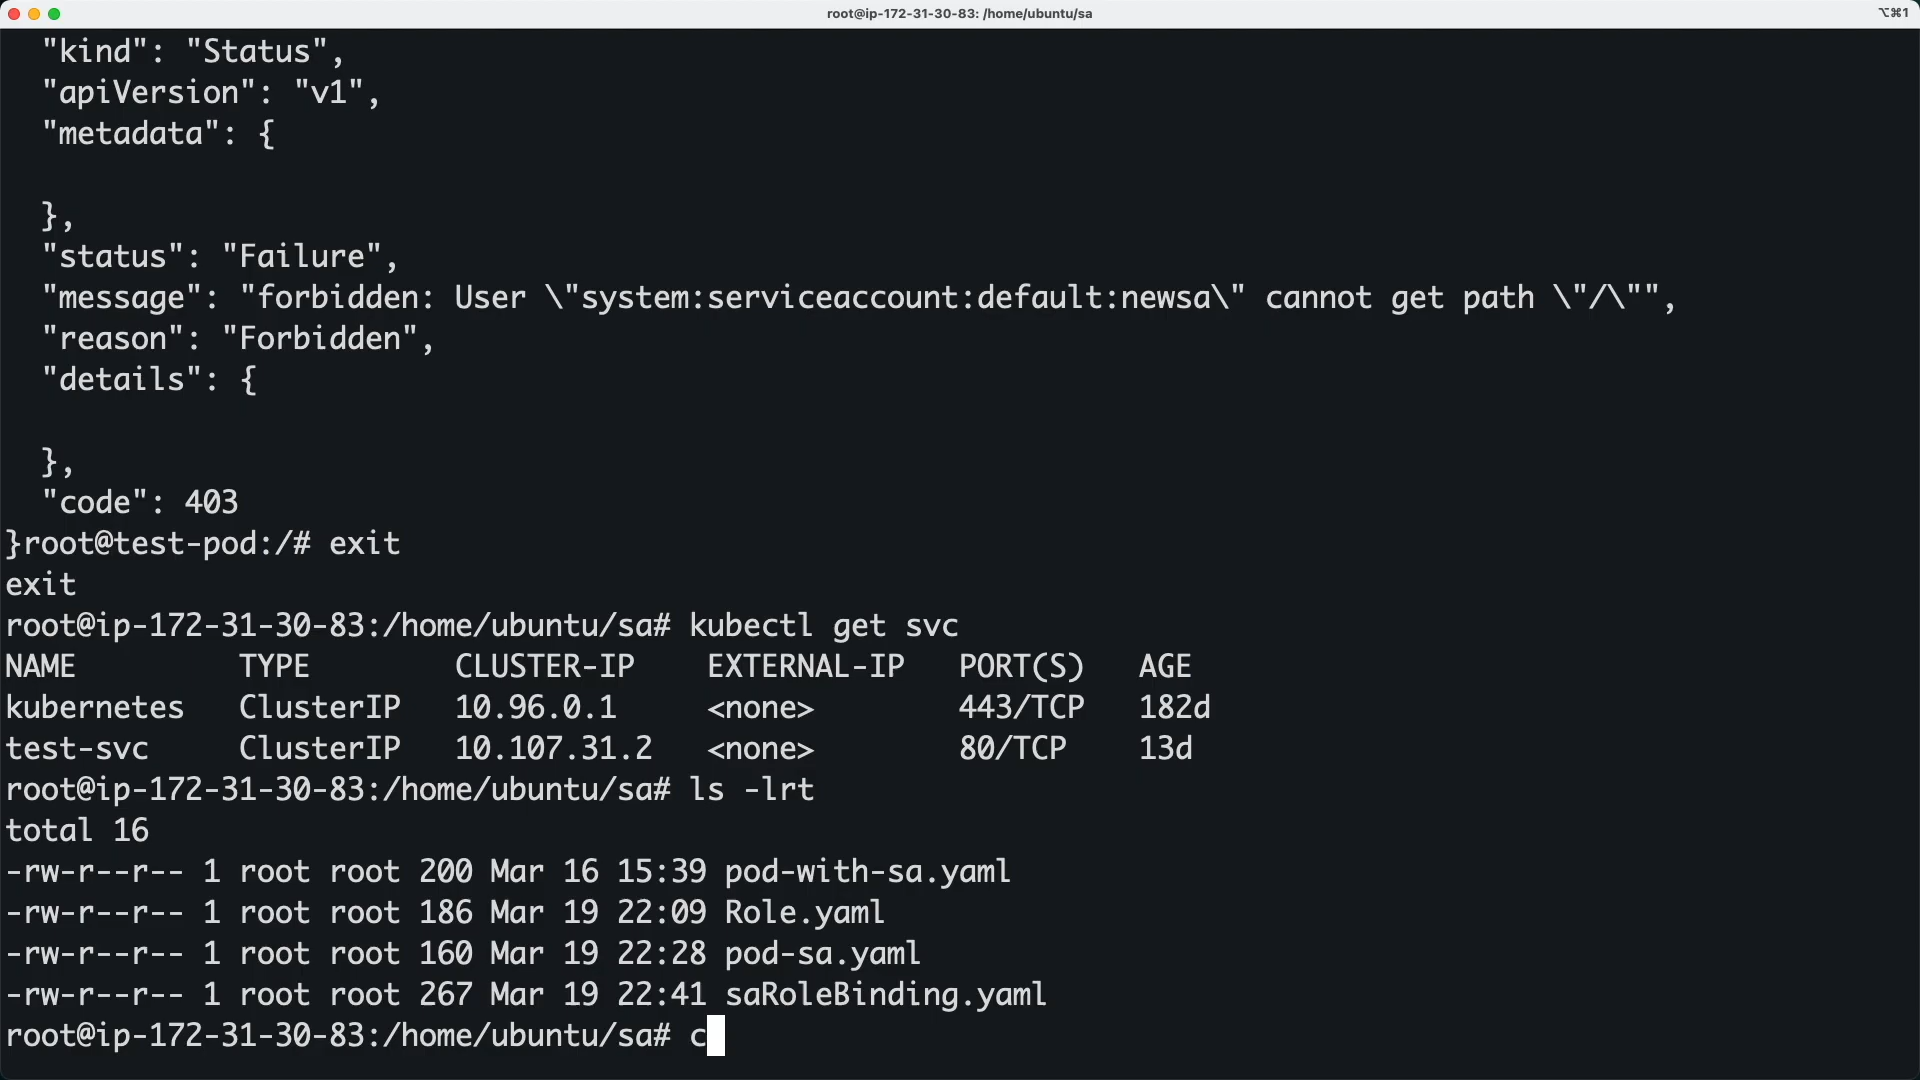 root@ip-172-31-30-83: /home/ubuntu/sa
⌥⌘1
"kind": "Status",
"apiVersion": "v1",
"metadata": {
},
"status": "Failure",
"message": "forbidden: User \"system:serviceaccount:default:newsa\" cannot get path \"/\"",
"reason": "Forbidden",
"details": {
},
"code": 403
}root@test-pod:/# exit
exit
root@ip-172-31-30-83:/home/ubuntu/sa# kubectl get svc
NAME         TYPE        CLUSTER-IP    EXTERNAL-IP   PORT(S)   AGE
kubernetes   ClusterIP   10.96.0.1     <none>        443/TCP   182d
test-svc     ClusterIP   10.107.31.2   <none>        80/TCP    13d
root@ip-172-31-30-83:/home/ubuntu/sa# ls -lrt
total 16
-rw-r--r-- 1 root root 200 Mar 16 15:39 pod-with-sa.yaml
-rw-r--r-- 1 root root 186 Mar 19 22:09 Role.yaml
-rw-r--r-- 1 root root 160 Mar 19 22:28 pod-sa.yaml
-rw-r--r-- 1 root root 267 Mar 19 22:41 saRoleBinding.yaml
root@ip-172-31-30-83:/home/ubuntu/sa# c